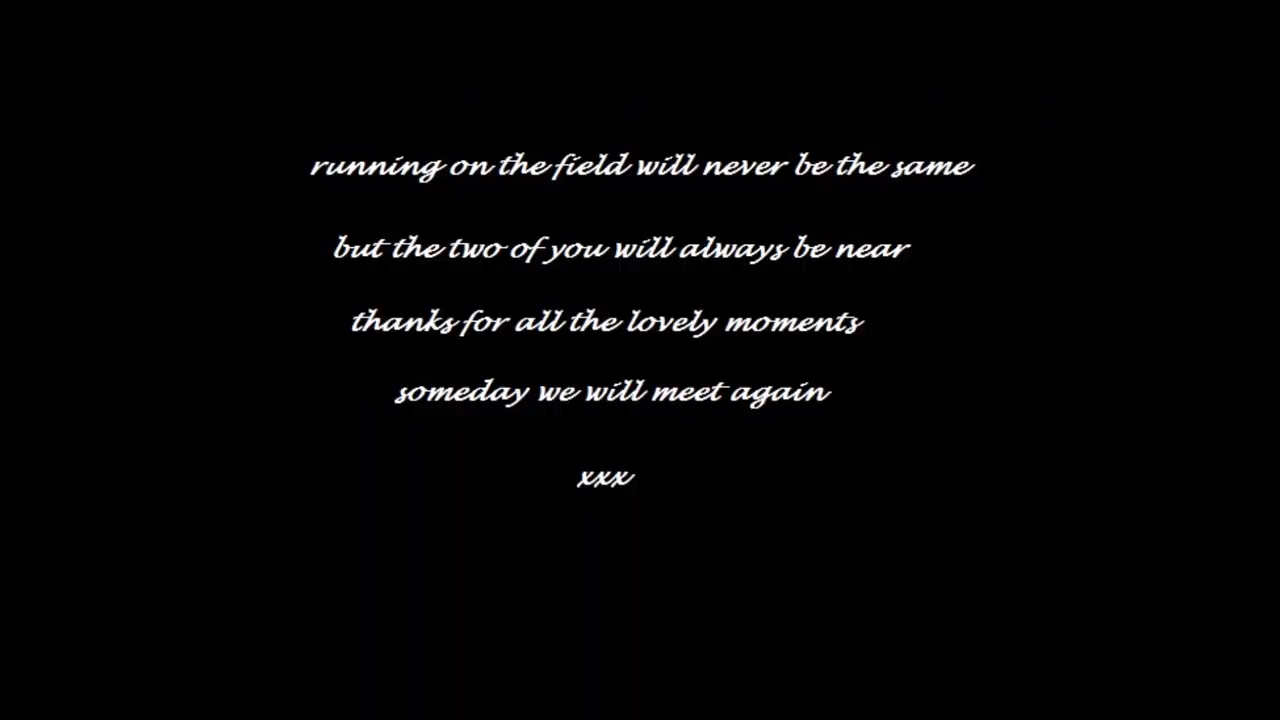 running on the field will never be the same
but the two of you will always be near
thanks for all the lovely moments
someday we will meet again
xxx